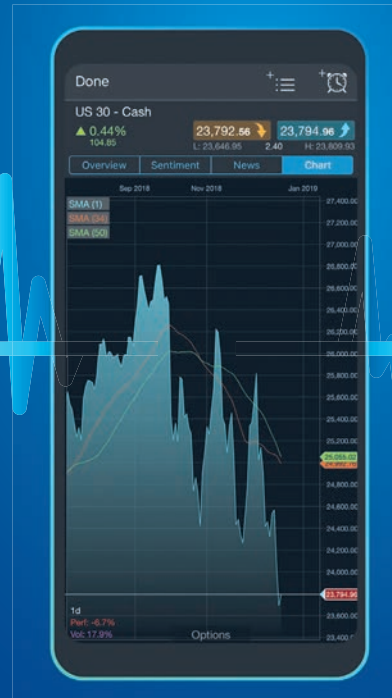 Done
US 30 - Cash
▲ 0.44%
104.85
23,792.56
23,794.96
L: 23,646.95
2.40
H: 23,809.93
Overview
Sentiment
News
Chart
Sep 2018
Nov 2018
Jan 2019
SMA (1)
SMA (34)
SMA (50)
27,400.00
27,200.00
27,000.00
26,800.00
26,600.00
26,400.00
26,200.00
26,000.00
25,800.00
25,600.00
25,400.00
25,200.00
25,055.02
24,800.00
24,600.00
24,400.00
24,200.00
24,000.00
23,794.96
23,600.00
23,400.
1d
Perf: -6.7%
Vol: 17.9%
Options